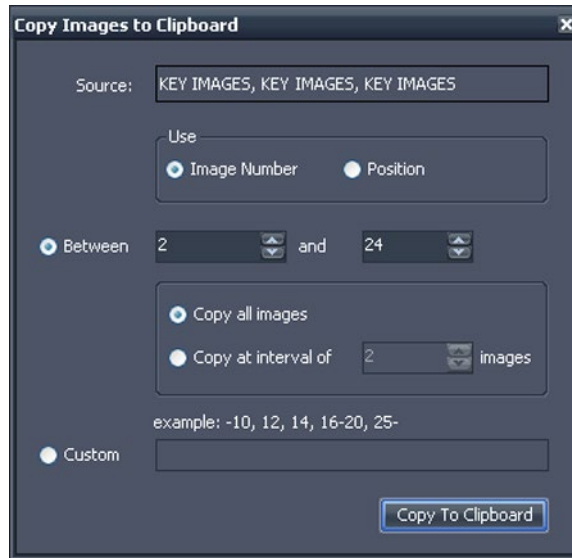 Copy Images to Clipboard
Source: KEY IMAGES, KEY IMAGES, KEY IMAGES
Use
Image Number Position
Between 2 and 24
Copy all images
Copy at interval of 2 images
example: -10, 12, 14, 16-20, 25-
Custom
Copy To Clipboard